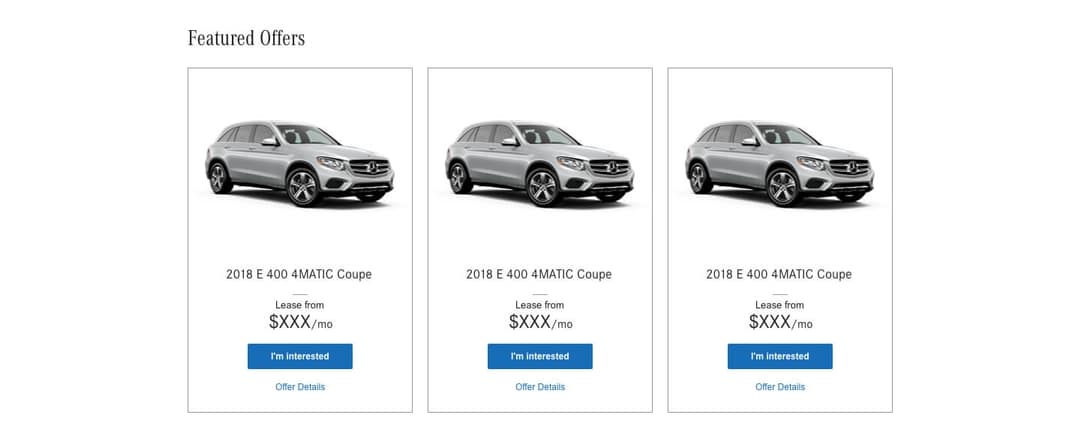 Featured Offers
2018 E 400 4MATIC Coupe
Lease from
$XXX/mo
I'm interested
Offer Details
2018 E 400 4MATIC Coupe
Lease from
$XXX/mo
I'm interested
Offer Details
2018 E 400 4MATIC Coupe
Lease from
$XXX/mo
I'm interested
Offer Details